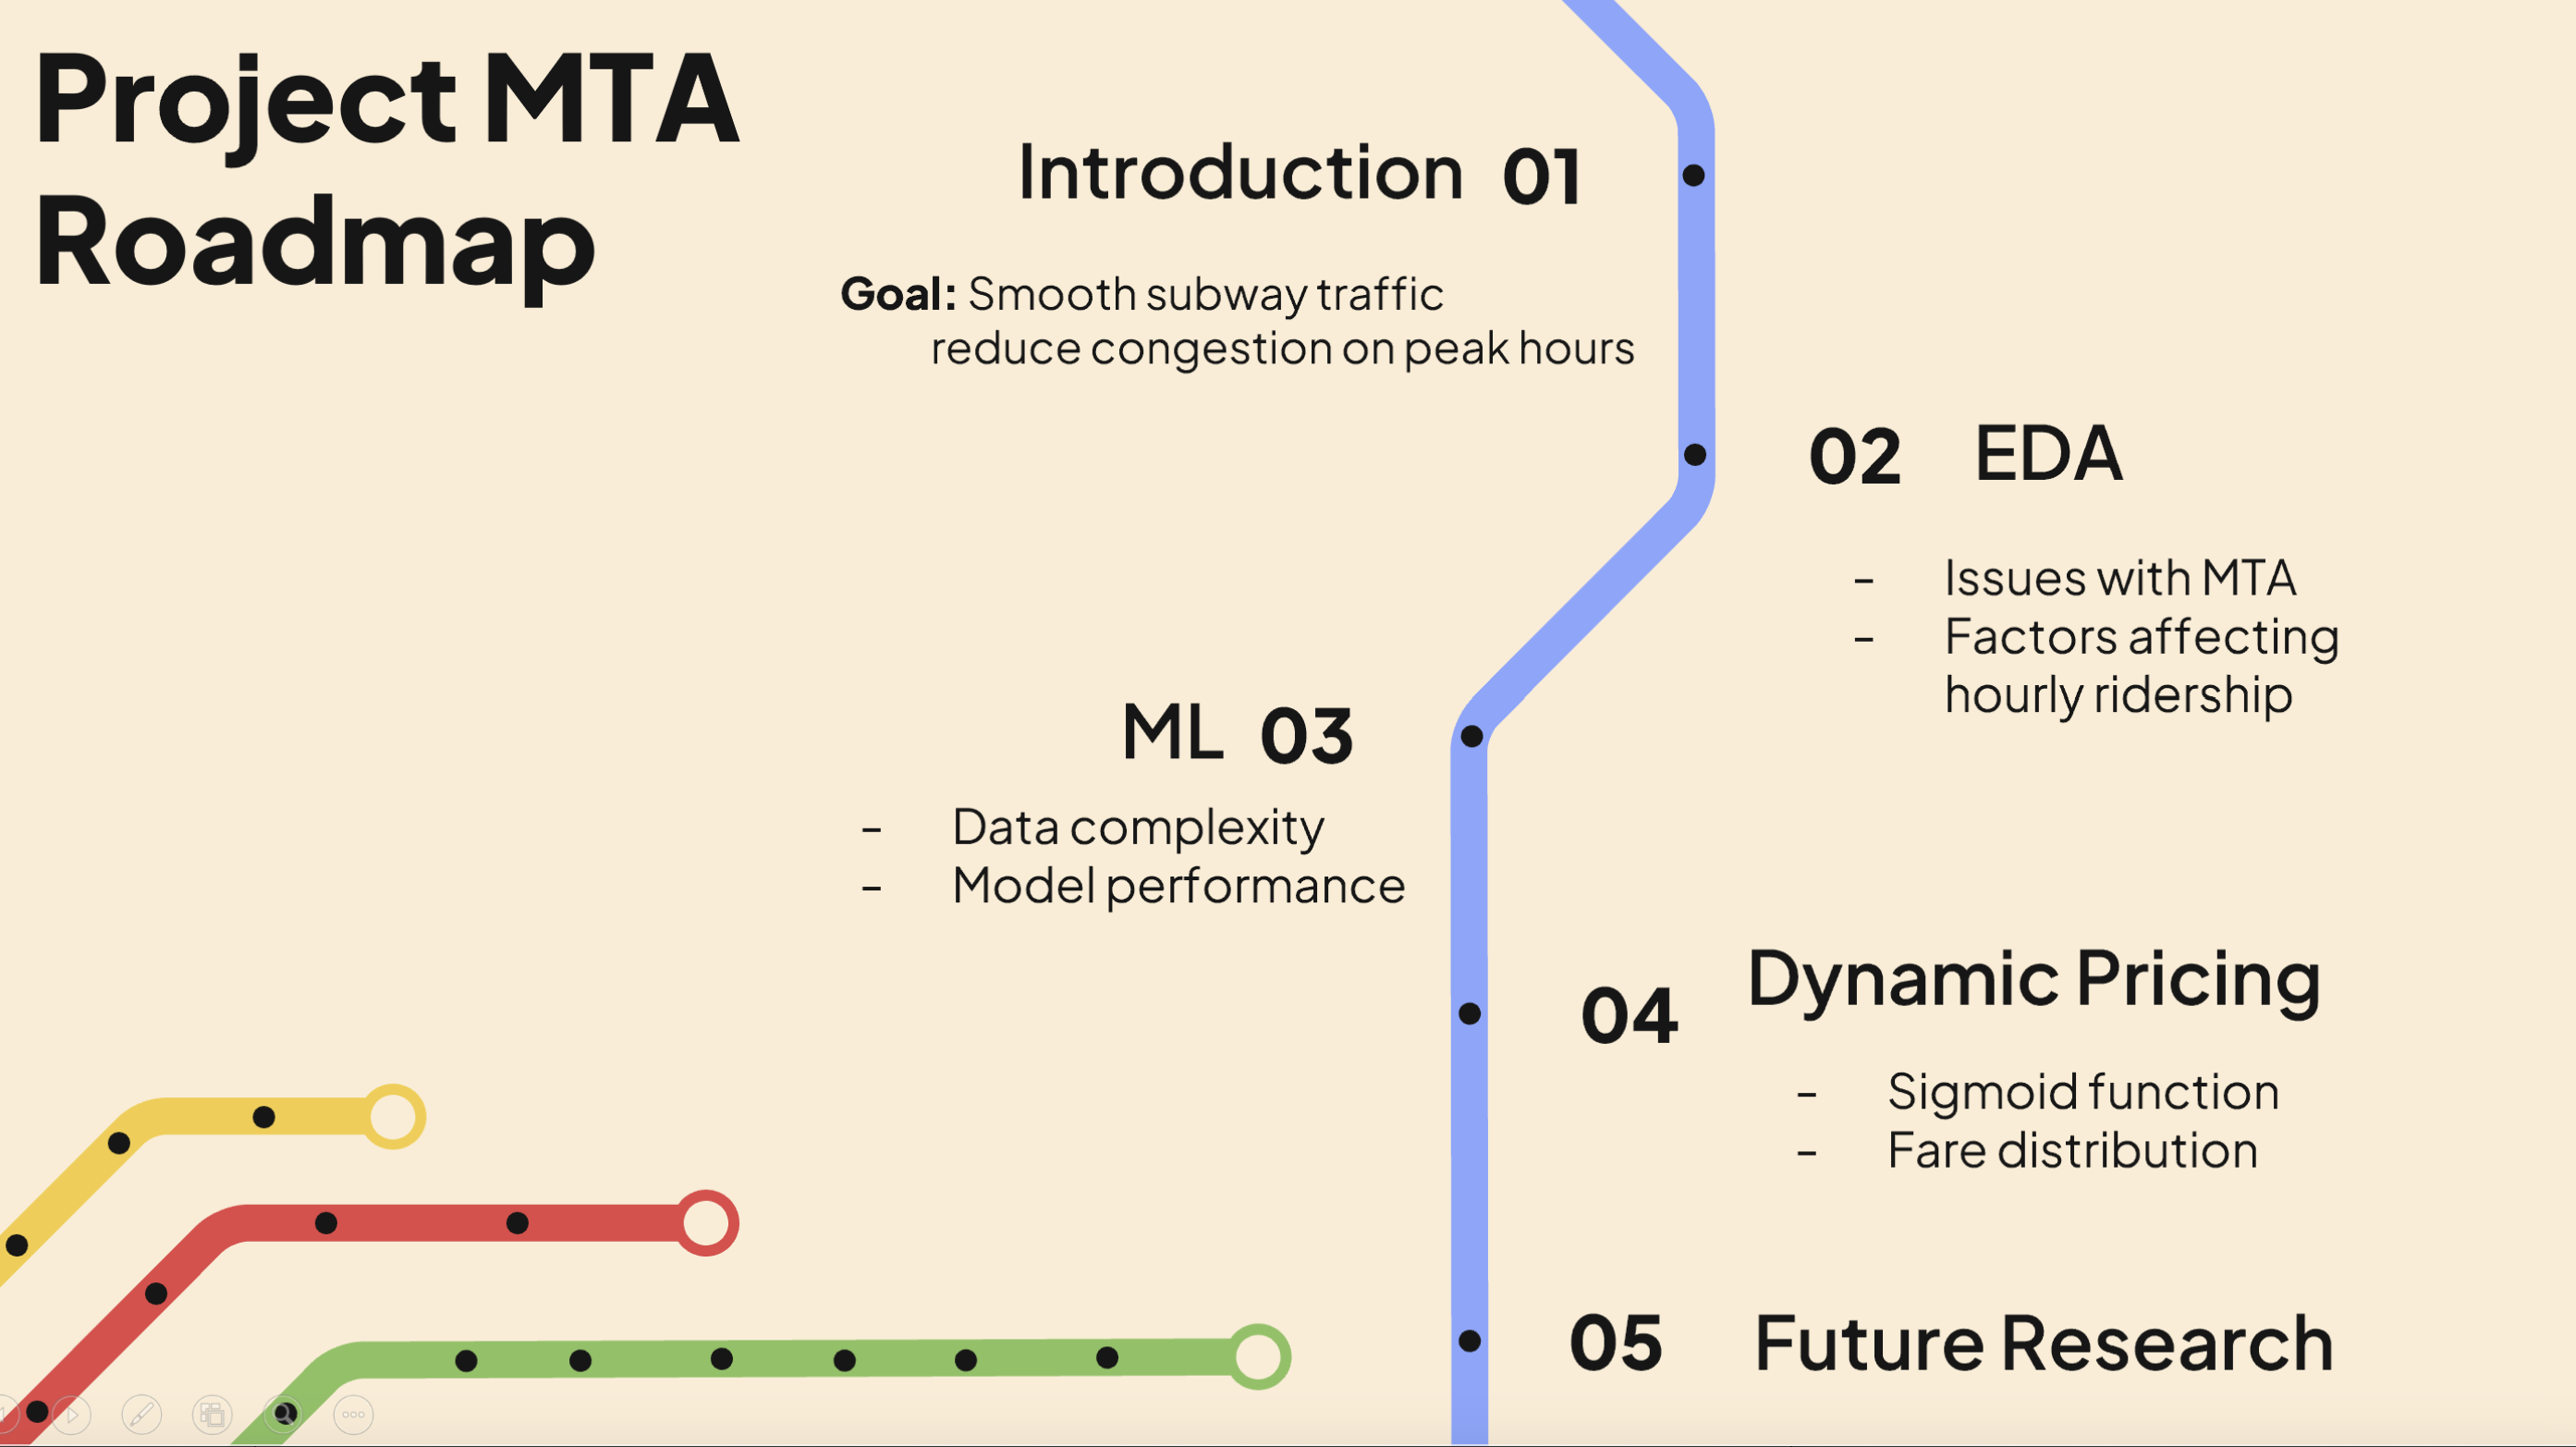 Project MTA
Roadmap
Introduction 01
Goal: Smooth subway traffic
reduce congestion on peak hours
02 EDA
- Issues with MTA
- Factors affecting
hourly ridership
ML 03
- Data complexity
- Model performance
04 Dynamic Pricing
- Sigmoid function
- Fare distribution
05 Future Research